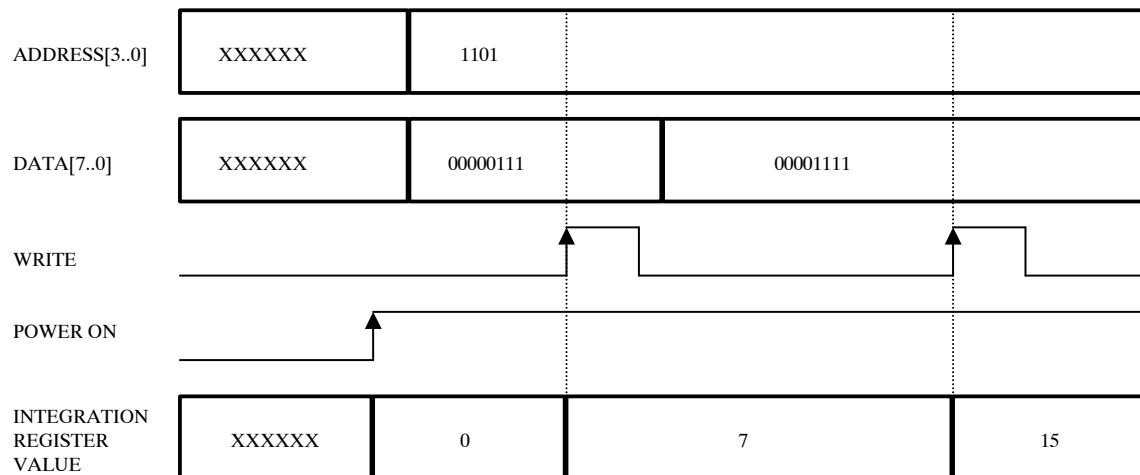 ADDRESS[3..0] XXXXXX 1101
DATA[7..0] XXXXXX 00000111 00001111
WRITE
POWER ON
INTEGRATION
REGISTER XXXXXX 0 7 15
VALUE